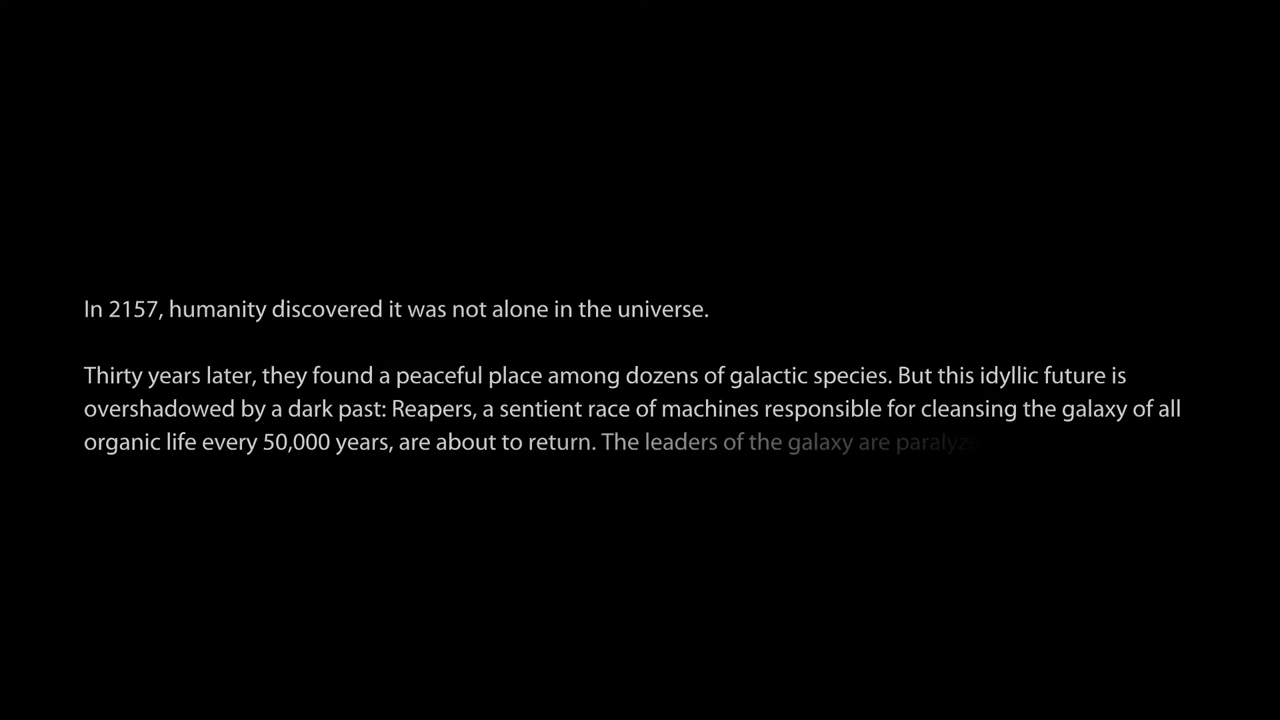 In 2157, humanity discovered it was not alone in the universe.
Thirty years later, they found a peaceful place among dozens of galactic species. But this idyllic future is
overshadowed by a dark past: Reapers, a sentient race of machines responsible for cleansing the galaxy of all
organic life every 50,000 years, are about to return. The leaders of the galaxy are paralyze